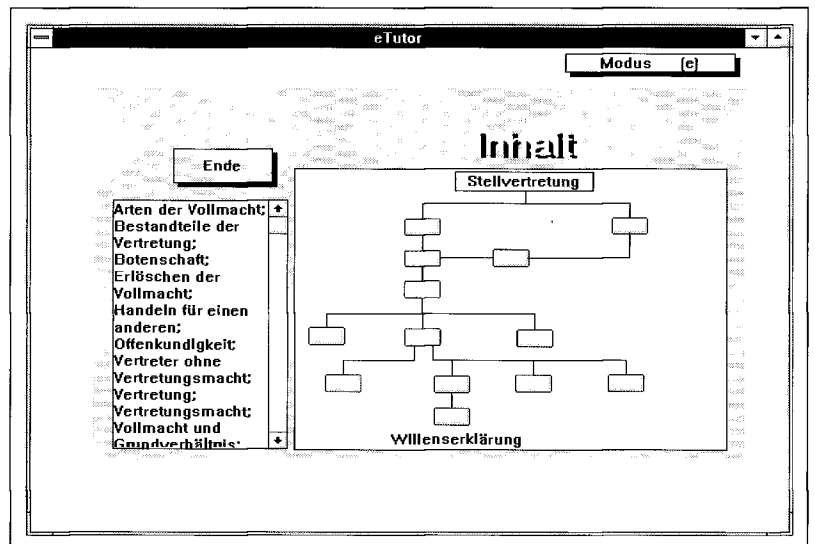 eTutor
Modus (e)
Inhalt
Ende
Stellvertretung
Arten der Vollmacht;
Bestandteile der
Vertretung;
Botenschaft;
Erlöschen der
Vollmacht;
Handeln für einen
anderen;
Offenkundigkeit;
Vertreter ohne
Vertretungsmacht;
Vertretung;
Vertretungsmacht;
Vollmacht und
Grundverhältnis;
Willenserklärung